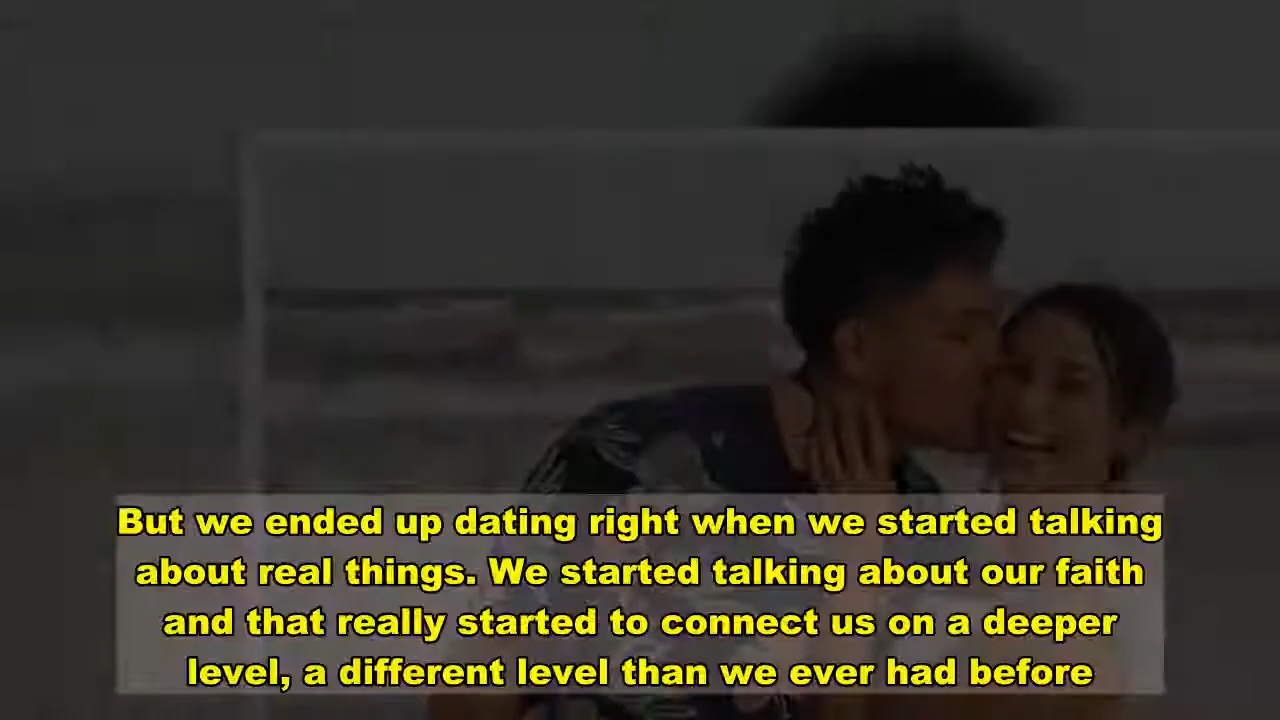 But we ended up dating right when we started talking
about real things. We started talking about our faith
and that really started to connect us on a deeper
level, a different level than we ever had before